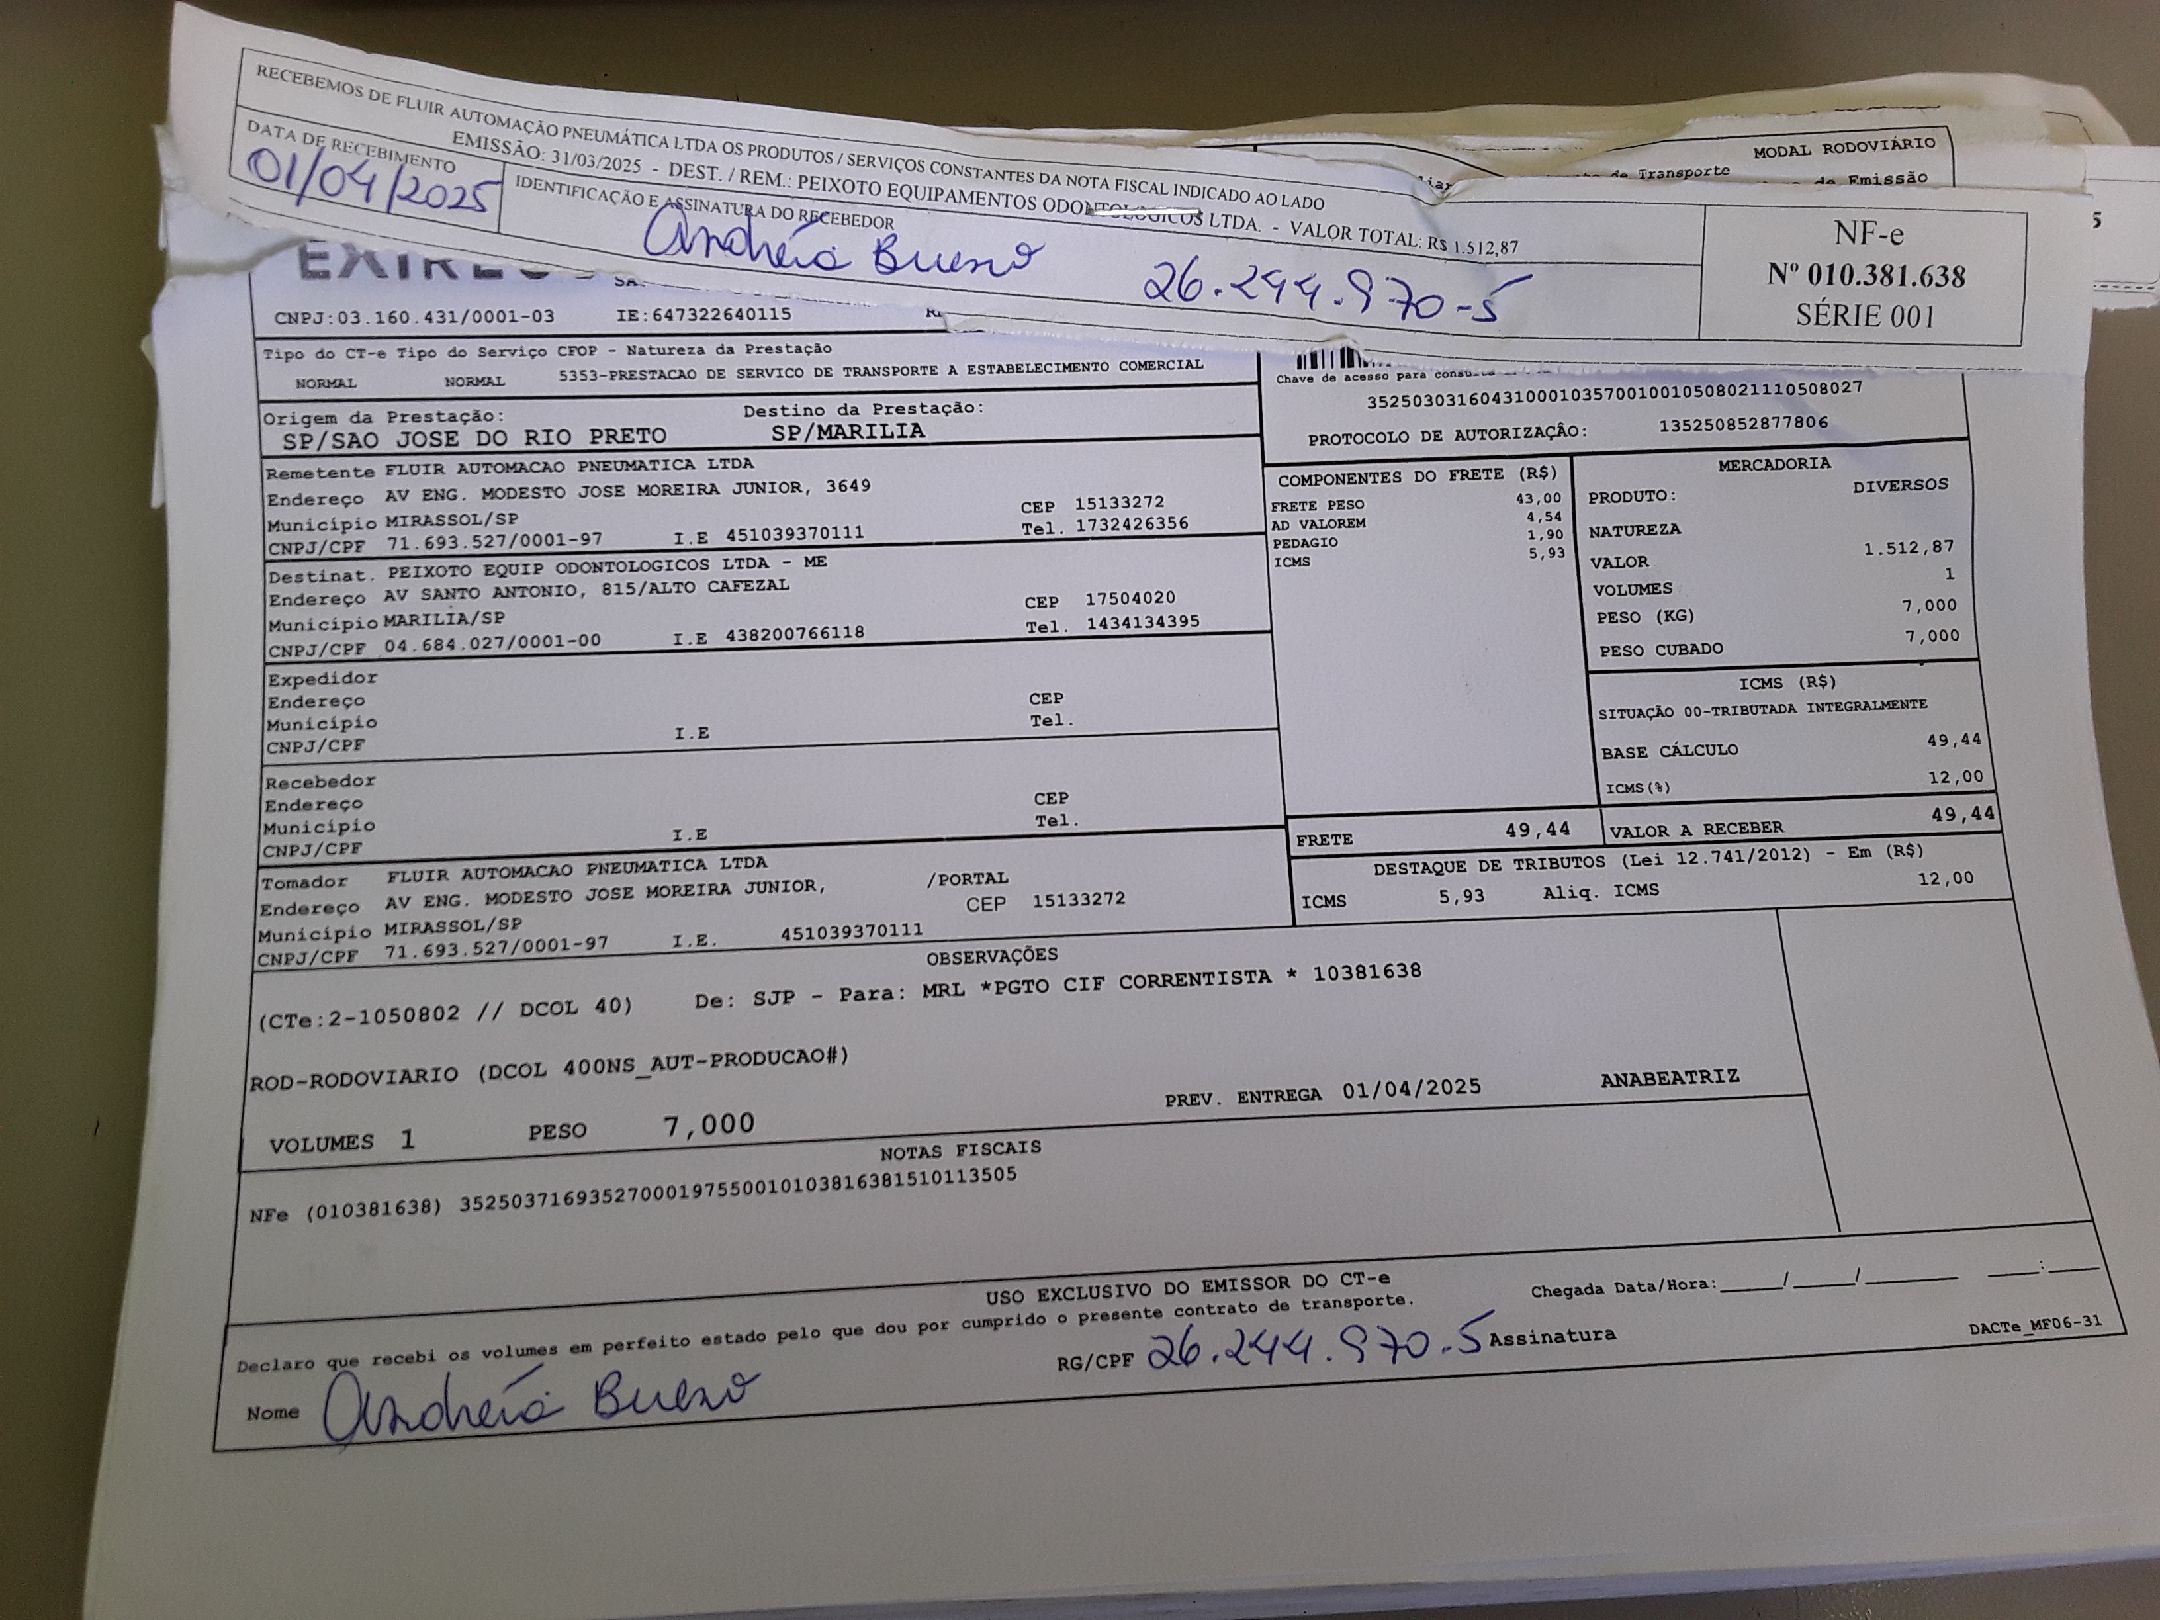 RECEBEMOS DE FLUIR AUTOMAÇÃO PNEUMÁTICA LTDA OS PRODUTOS / SERVIÇOS CONSTANTES DA NOTA FISCAL INDICADO AO LADO
EMISSÃO: 31/03/2025 - DEST. / REM.: PEIXOTO EQUIPAMENTOS ODONTOLOGICOS LTDA. - VALOR TOTAL: R$ 1.512,87
DATA DE RECEBIMENTO
01/04/2025
IDENTIFICAÇÃO E ASSINATURA DO RECEBEDOR
Andréia Bueno 26.244.970-5
NF-e
Nº 010.381.638
SÉRIE 001
MODAL RODOVIÁRIO
de Transporte
de Emissão
5
CNPJ:03.160.431/0001-03 IE:647322640115
Tipo do CT-e Tipo do Serviço CFOP - Natureza da Prestação
NORMAL NORMAL 5353-PRESTACAO DE SERVICO DE TRANSPORTE A ESTABELECIMENTO COMERCIAL
Chave de acesso para
35250303160431000103570010010508021110508027
PROTOCOLO DE AUTORIZAÇÂO: 135250852877806
Origem da Prestação: Destino da Prestação:
SP/SAO JOSE DO RIO PRETO SP/MARILIA
Remetente FLUIR AUTOMACAO PNEUMATICA LTDA
Endereço AV ENG. MODESTO JOSE MOREIRA JUNIOR, 3649
Município MIRASSOL/SP CEP 15133272
CNPJ/CPF 71.693.527/0001-97 I.E 451039370111 Tel. 1732426356
Destinat. PEIXOTO EQUIP ODONTOLOGICOS LTDA - ME
Endereço AV SANTO ANTONIO, 815/ALTO CAFEZAL
Município MARILIA/SP CEP 17504020
CNPJ/CPF 04.684.027/0001-00 I.E 438200766118 Tel. 1434134395
Expedidor
Endereço CEP
Município Tel.
CNPJ/CPF I.E
Recebedor
Endereço CEP
Município Tel.
CNPJ/CPF I.E
Tomador FLUIR AUTOMACAO PNEUMATICA LTDA
Endereço AV ENG. MODESTO JOSE MOREIRA JUNIOR, /PORTAL
Município MIRASSOL/SP CEP 15133272
CNPJ/CPF 71.693.527/0001-97 I.E. 451039370111
COMPONENTES DO FRETE (R$)
FRETE PESO 43,00
AD VALOREM 4,54
PEDAGIO 1,90
ICMS 5,93
MERCADORIA
PRODUTO: DIVERSOS
NATUREZA
VALOR 1.512,87
VOLUMES 1
PESO (KG) 7,000
PESO CUBADO 7,000
ICMS (R$)
SITUAÇÃO 00-TRIBUTADA INTEGRALMENTE
BASE CÁLCULO 49,44
ICMS(%) 12,00
FRETE 49,44 VALOR A RECEBER 49,44
DESTAQUE DE TRIBUTOS (Lei 12.741/2012) - Em (R$)
ICMS 5,93 Aliq. ICMS 12,00
OBSERVAÇÕES
(CTe:2-1050802 // DCOL 40) De: SJP - Para: MRL *PGTO CIF CORRENTISTA * 10381638
ROD-RODOVIARIO (DCOL 400NS_AUT-PRODUCAO#)
PREV. ENTREGA 01/04/2025 ANABEATRIZ
VOLUMES 1 PESO 7,000
NOTAS FISCAIS
NFe (010381638) 35250371693527000197550010103816381510113505
USO EXCLUSIVO DO EMISSOR DO CT-e
Declaro que recebi os volumes em perfeito estado pelo que dou por cumprido o presente contrato de transporte.
Chegada Data/Hora:_____/_____/_______ ____:____
Nome Andréia Bueno RG/CPF 26.244.970-5 Assinatura
DACTe_MF06-31